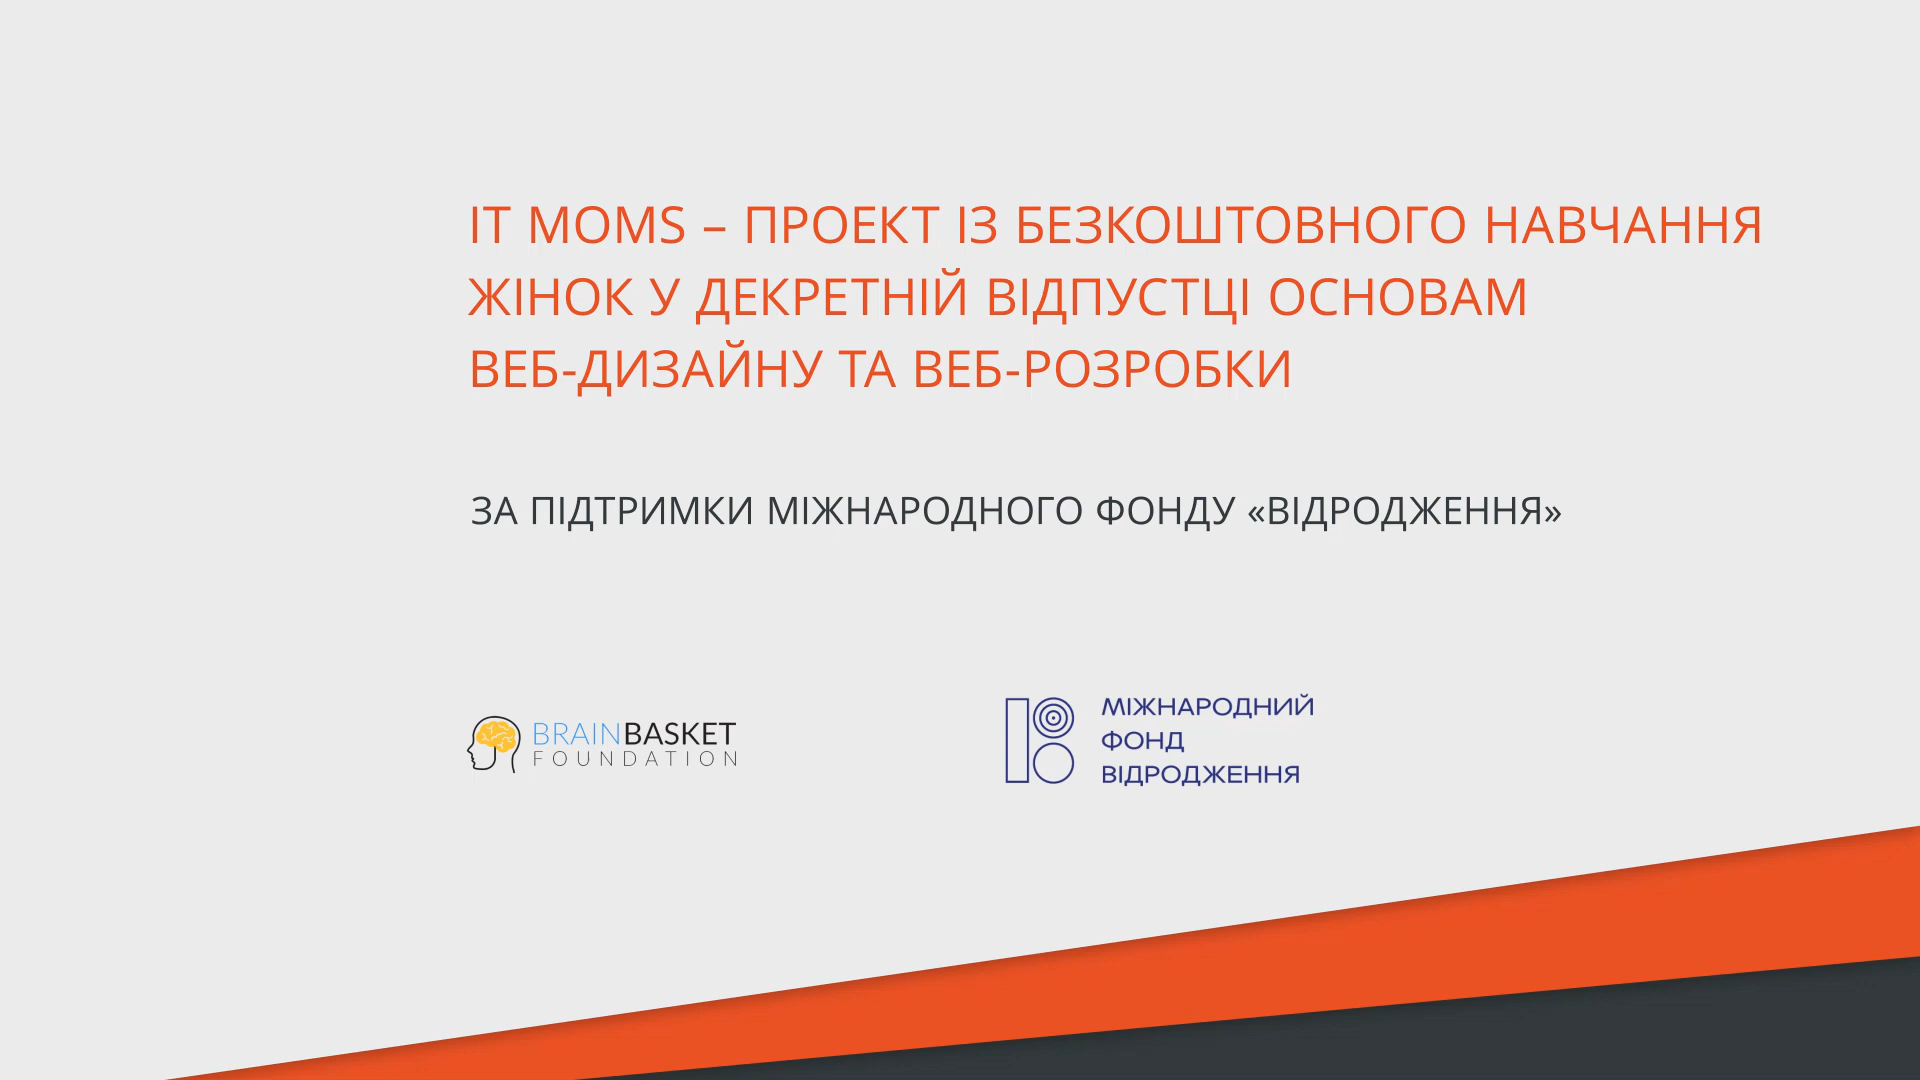 IT MOMS – ПРОЕКТ ІЗ БЕЗКОШТОВНОГО НАВЧАННЯ
ЖІНОК У ДЕКРЕТНІЙ ВІДПУСТЦІ ОСНОВАМ
ВЕБ-ДИЗАЙНУ ТА ВЕБ-РОЗРОБКИ
ЗА ПІДТРИМКИ МІЖНАРОДНОГО ФОНДУ «ВІДРОДЖЕННЯ»
BRAINBASKET
FOUNDATION
МІЖНАРОДНИЙ
ФОНД
ВІДРОДЖЕННЯ